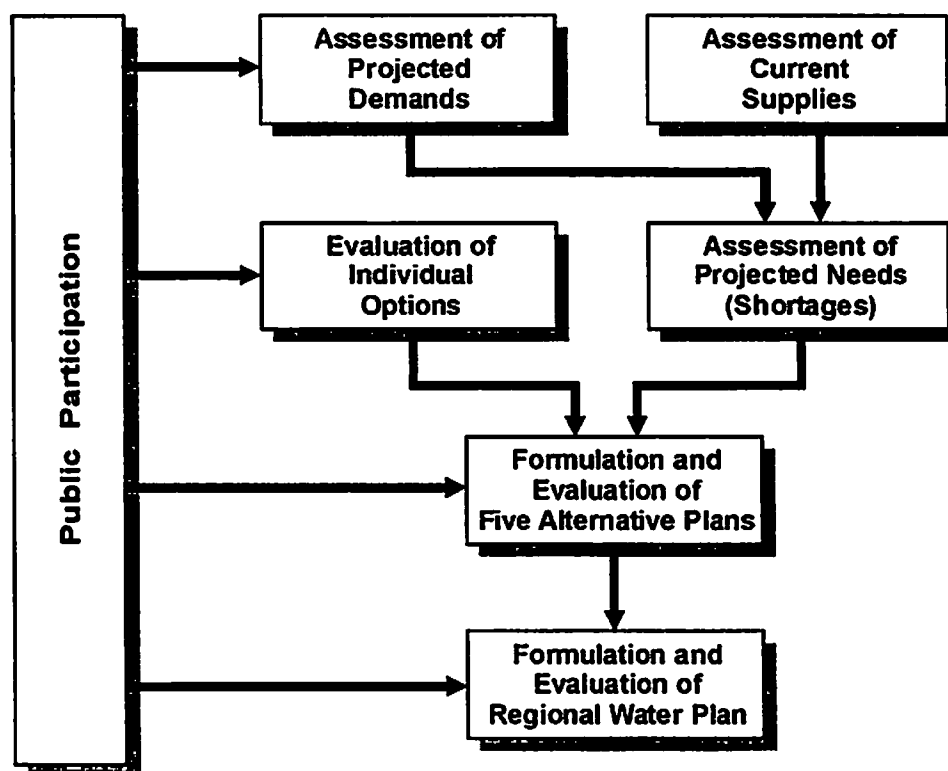 Public Participation
Assessment of
Projected
Demands
Assessment of
Current
Supplies
Evaluation of
Individual
Options
Assessment of
Projected Needs
(Shortages)
Formulation and
Evaluation of
Five Alternative Plans
Formulation and
Evaluation of
Regional Water Plan